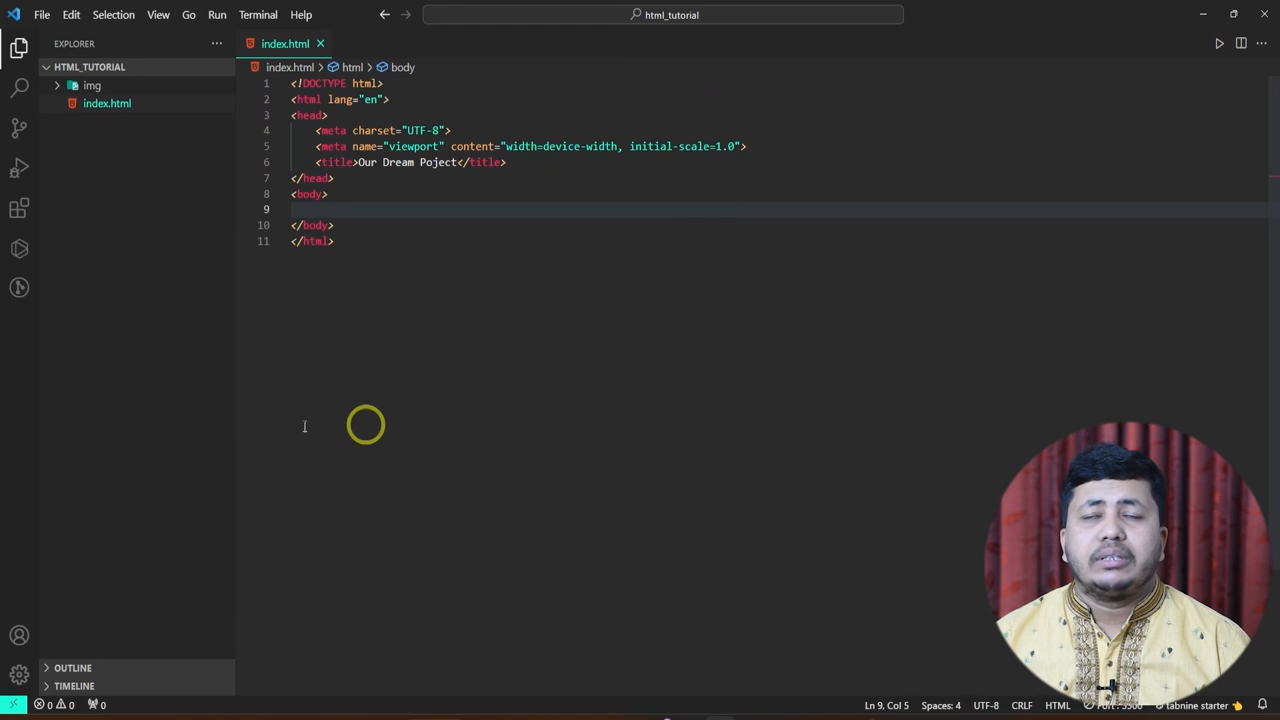 File Edit Selection View Go Run Terminal Help
html_tutorial
EXPLORER
index.html
HTML_TUTORIAL
index.html > html > body
img
index.html
1 <!DOCTYPE html>
2 <html lang="en">
3 <head>
4 <meta charset="UTF-8">
5 <meta name="viewport" content="width=device-width, initial-scale=1.0">
6 <title>Our Dream Poject</title>
7 </head>
8 <body>
9
10 </body>
11 </html>
OUTLINE
TIMELINE
0 0 0 Ln 9, Col 5 Spaces: 4 UTF-8 CRLF HTML tabnine starter